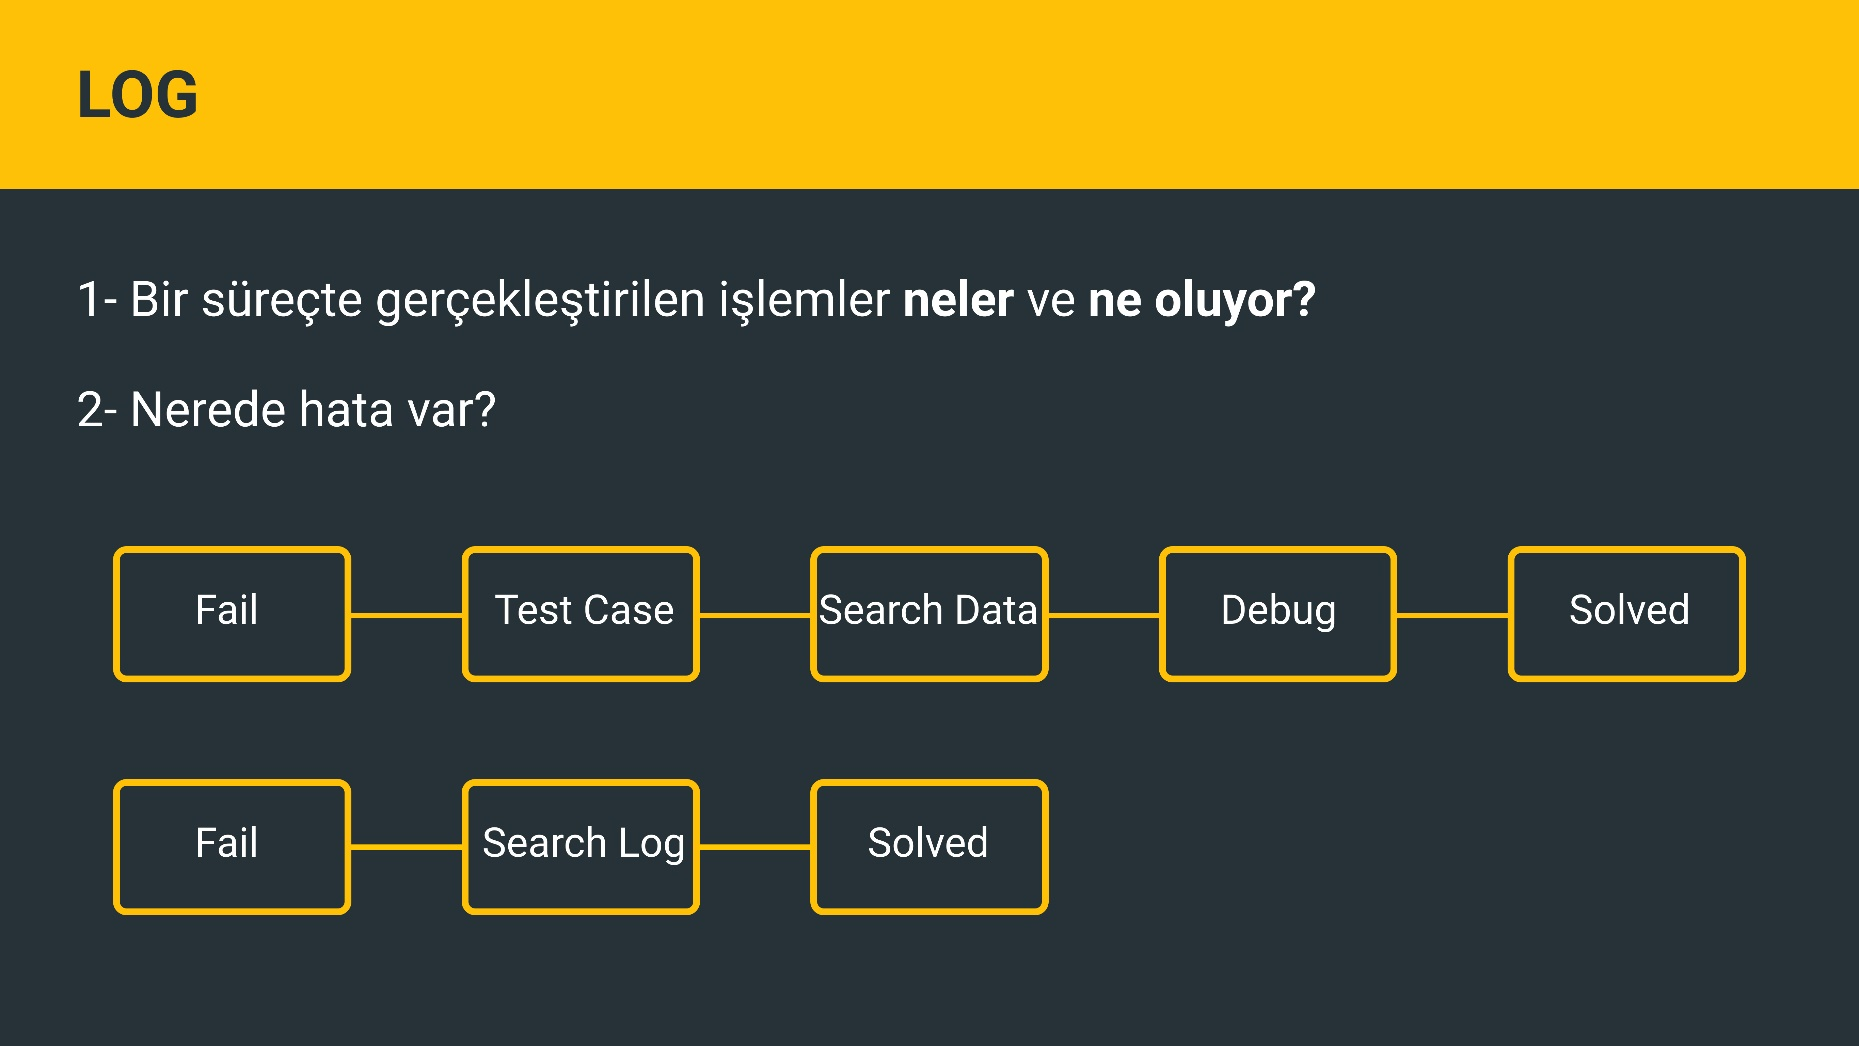 LOG
1- Bir süreçte gerçekleştirilen işlemler neler ve ne oluyor?
2- Nerede hata var?
Fail
Test Case
Search Data
Debug
Solved
Fail
Search Log
Solved